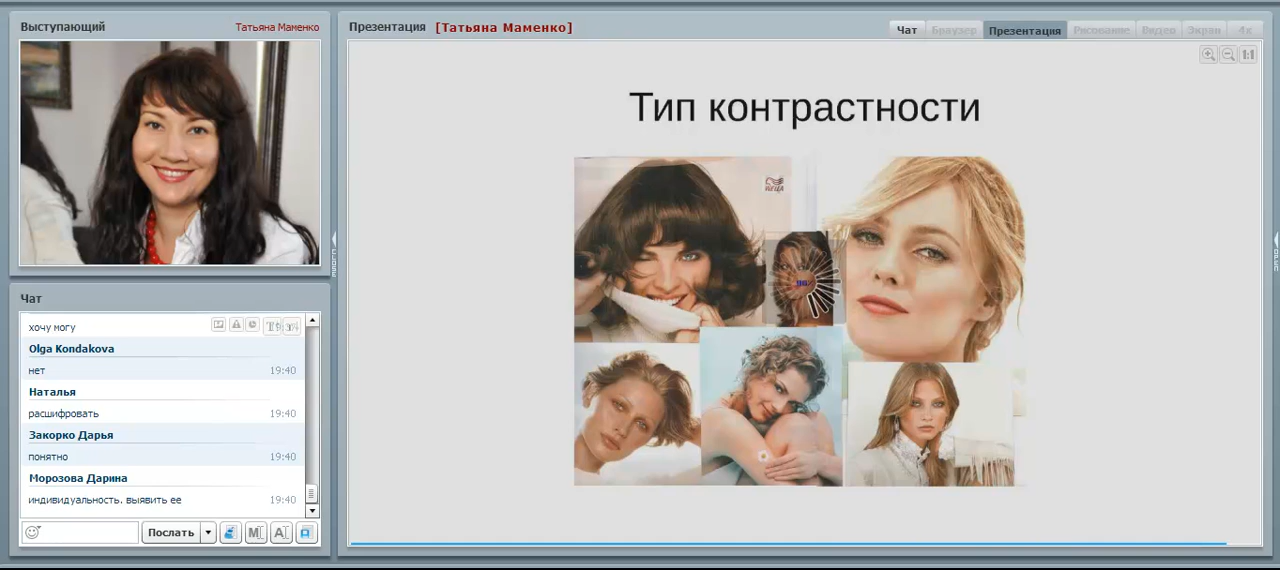 Выступающий
Татьяна Маменко
Чат
хочу могу
Olga Kondakova
нет 19:40
Наталья
расшифровать 19:40
Закорко Дарья
понятно 19:40
Морозова Дарина
индивидуальность. выявить ее 19:40
Послать
Презентация [Татьяна Маменко]
Чат Браузер Презентация Рисование Видео Экран 4к
1:1
Тип контрастности